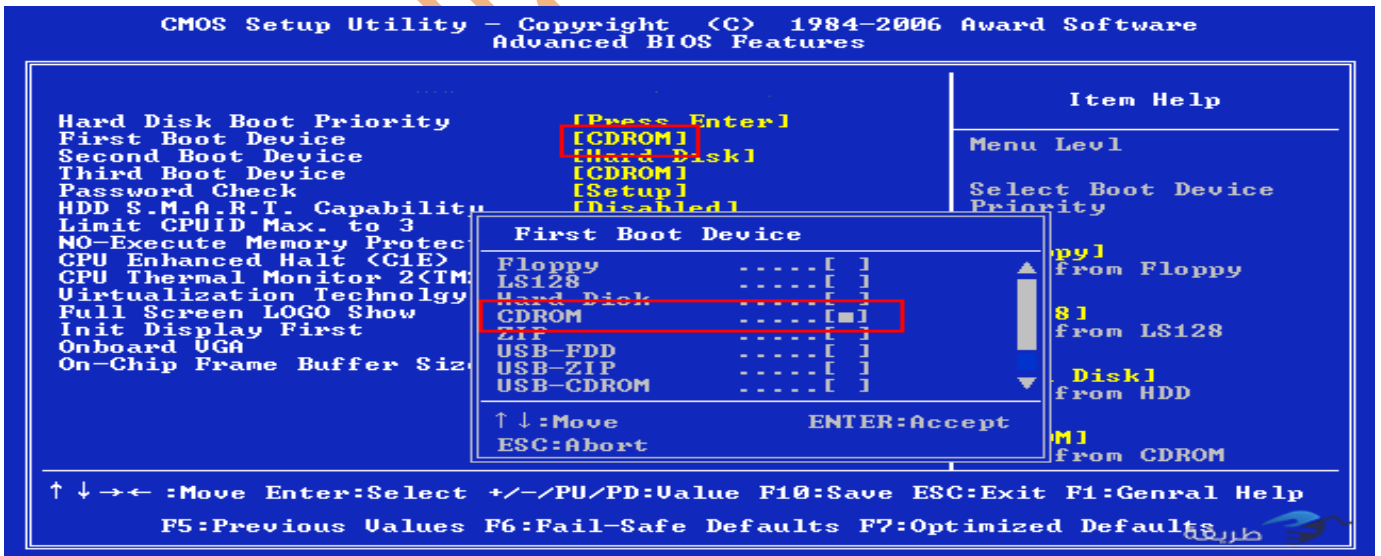 CMOS Setup Utility – Copyright (C) 1984-2006 Award Software
Advanced BIOS Features
Hard Disk Boot Priority [Press Enter]
First Boot Device [CDROM]
Second Boot Device [Hard Disk]
Third Boot Device [CDROM]
Password Check [Setup]
HDD S.M.A.R.T. Capability [Disabled]
Limit CPUID Max. to 3
NO-Execute Memory Protec
CPU Enhanced Halt (C1E)
CPU Thermal Monitor 2(TM
Virtualization Technolgy
Full Screen LOGO Show
Init Display First
Onboard VGA
On-Chip Frame Buffer Siz
First Boot Device
Floppy .....[ ]
LS128 .....[ ]
Hard Disk .....[ ]
CDROM .....[■]
ZIP .....[ ]
USB-FDD .....[ ]
USB-ZIP .....[ ]
USB-CDROM .....[ ]
↑↓:Move ENTER:Accept
ESC:Abort
Item Help
Menu Levl
Select Boot Device
Priority
ppy]
from Floppy
8]
from LS128
Disk]
from HDD
M]
from CDROM
↑↓→← :Move Enter:Select +/-/PU/PD:Value F10:Save ESC:Exit F1:Genral Help
F5:Previous Values F6:Fail-Safe Defaults F7:Optimized Defaults
طريقة